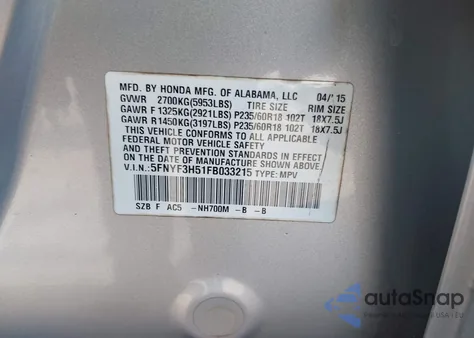 MFD. BY HONDA MFG. OF ALABAMA, LLC 04/'15
GVWR 2700KG(5953LBS) TIRE SIZE RIM SIZE
GAWR F 1325KG(2921LBS) P235/60R18 102T 18X7.5J
GAWR R 1450KG(3197LBS) P235/60R18 102T 18X7.5J
THIS VEHICLE CONFORMS TO ALL APPLICABLE
FEDERAL MOTOR VEHICLE SAFETY STANDARDS
IN EFFECT ON THE DATE OF MANUFACTURE
SHOWN ABOVE.
V.I.N.: 5FNYF3H51FB033215 TYPE: MPV
SZB F AC5 -NH700M -B -B
autoSnap